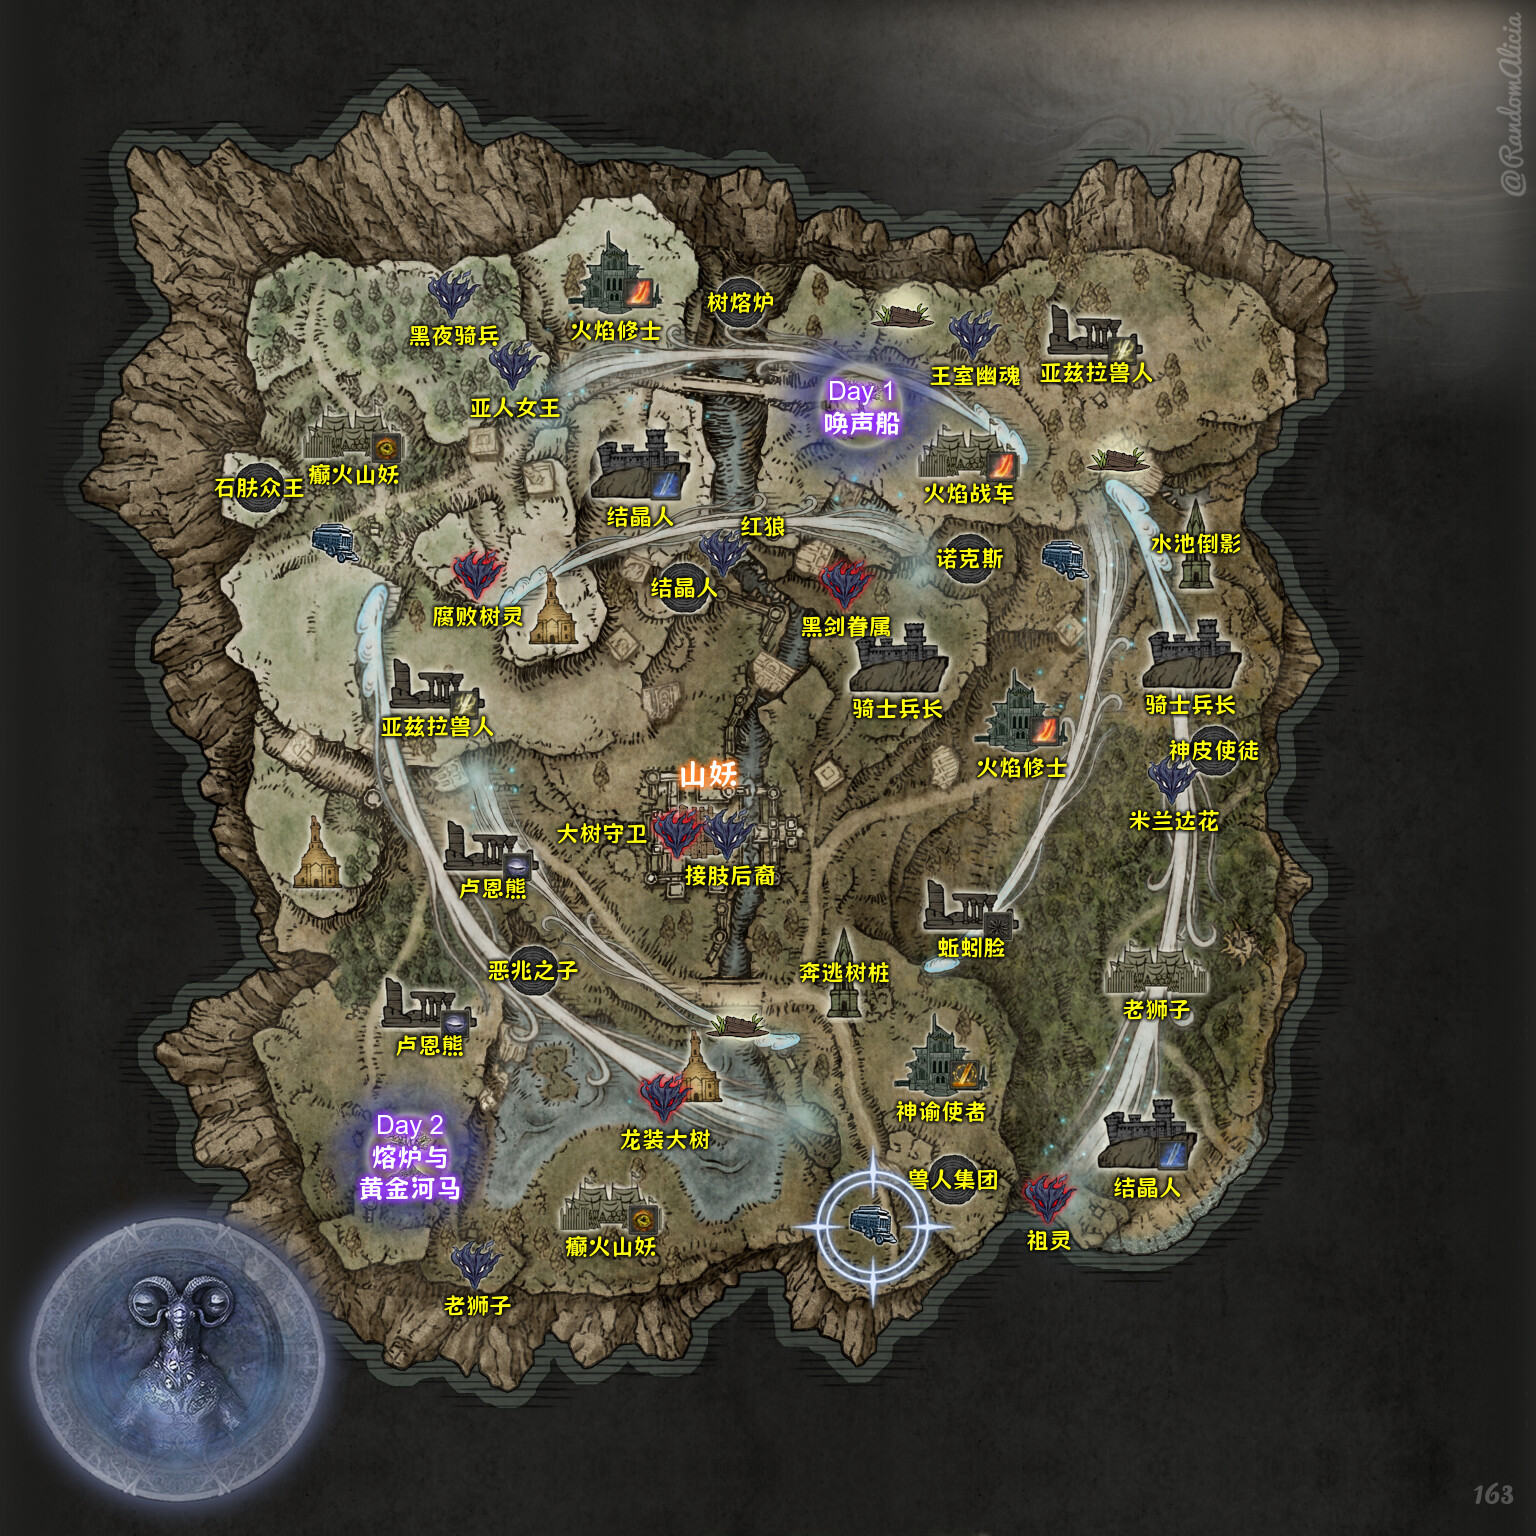 @RandomAlicia
黑夜骑兵
火焰修士
树熔炉
王室幽魂
亚兹拉兽人
亚人女王
Day 1
唤声船
癫火山妖
石肤众王
火焰战车
结晶人
红狼
水池倒影
诺克斯
结晶人
腐败树灵
黑剑眷属
骑士兵长
骑士兵长
亚兹拉兽人
神皮使徒
火焰修士
山妖
米兰达花
大树守卫
接肢后裔
卢恩熊
蚯蚓脸
恶兆之子
奔逃树桩
老狮子
卢恩熊
神谕使者
Day 2
熔炉与
黄金河马
龙装大树
兽人集团
结晶人
祖灵
癫火山妖
老狮子
163